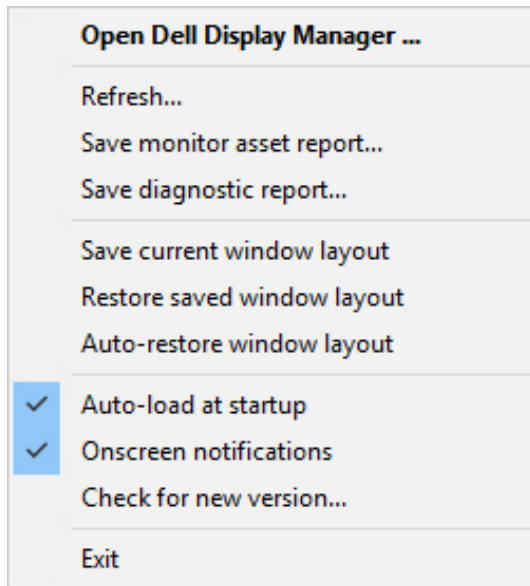 Open Dell Display Manager ...
Refresh...
Save monitor asset report...
Save diagnostic report...
Save current window layout
Restore saved window layout
Auto-restore window layout
Auto-load at startup
Onscreen notifications
Check for new version...
Exit